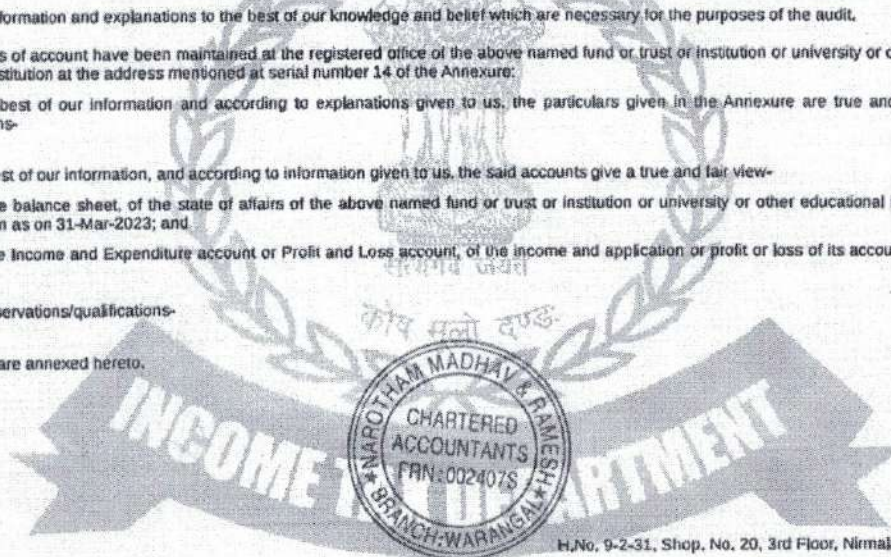 formation and explanations to the best of our knowledge and belief which are necessary for the purposes of the audit.
s of account have been maintained at the registered office of the above named fund or trust or institution or university or o
stitution at the address mentioned at serial number 14 of the Annexure:
best of our information and according to explanations given to us, the particulars given in the Annexure are true and
ns-
st of our information, and according to information given to us, the said accounts give a true and fair view-
e balance sheet, of the state of affairs of the above named fund or trust or institution or university or other educational
n as on 31-Mar-2023; and
e Income and Expenditure account or Profit and Loss account, of the income and application or profit or loss of its accou
सत्यमेव जयते
servations/qualifications-
कोष मूलो दण्डः
are annexed hereto.
NAROTHAM MADHAV & RAMESH
CHARTERED
ACCOUNTANTS
FRN:002407S
BRANCH:WARANGAL
INCOME TAX DEPARTMENT
H.No, 9-2-31, Shop, No, 20, 3rd Floor, Nirmal